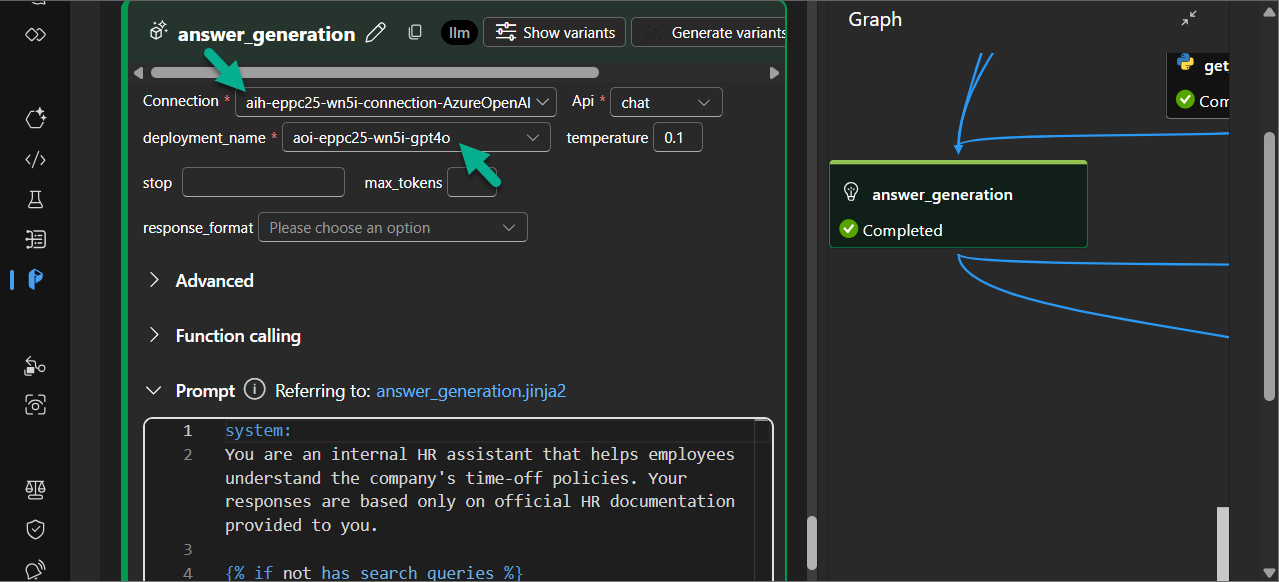 answer_generation
llm
Show variants
Generate variants
Connection *
aih-eppc25-wn5i-connection-AzureOpenAI
Api *
chat
deployment_name *
aoi-eppc25-wn5i-gpt4o
temperature
0.1
stop
max_tokens
response_format
Please choose an option
Advanced
Function calling
Prompt
Referring to: answer_generation.jinja2
1 system:
2 You are an internal HR assistant that helps employees
understand the company's time-off policies. Your
responses are based only on official HR documentation
provided to you.
3
4 {% if not has_search_queries %}
Graph
get
Com
answer_generation
Completed